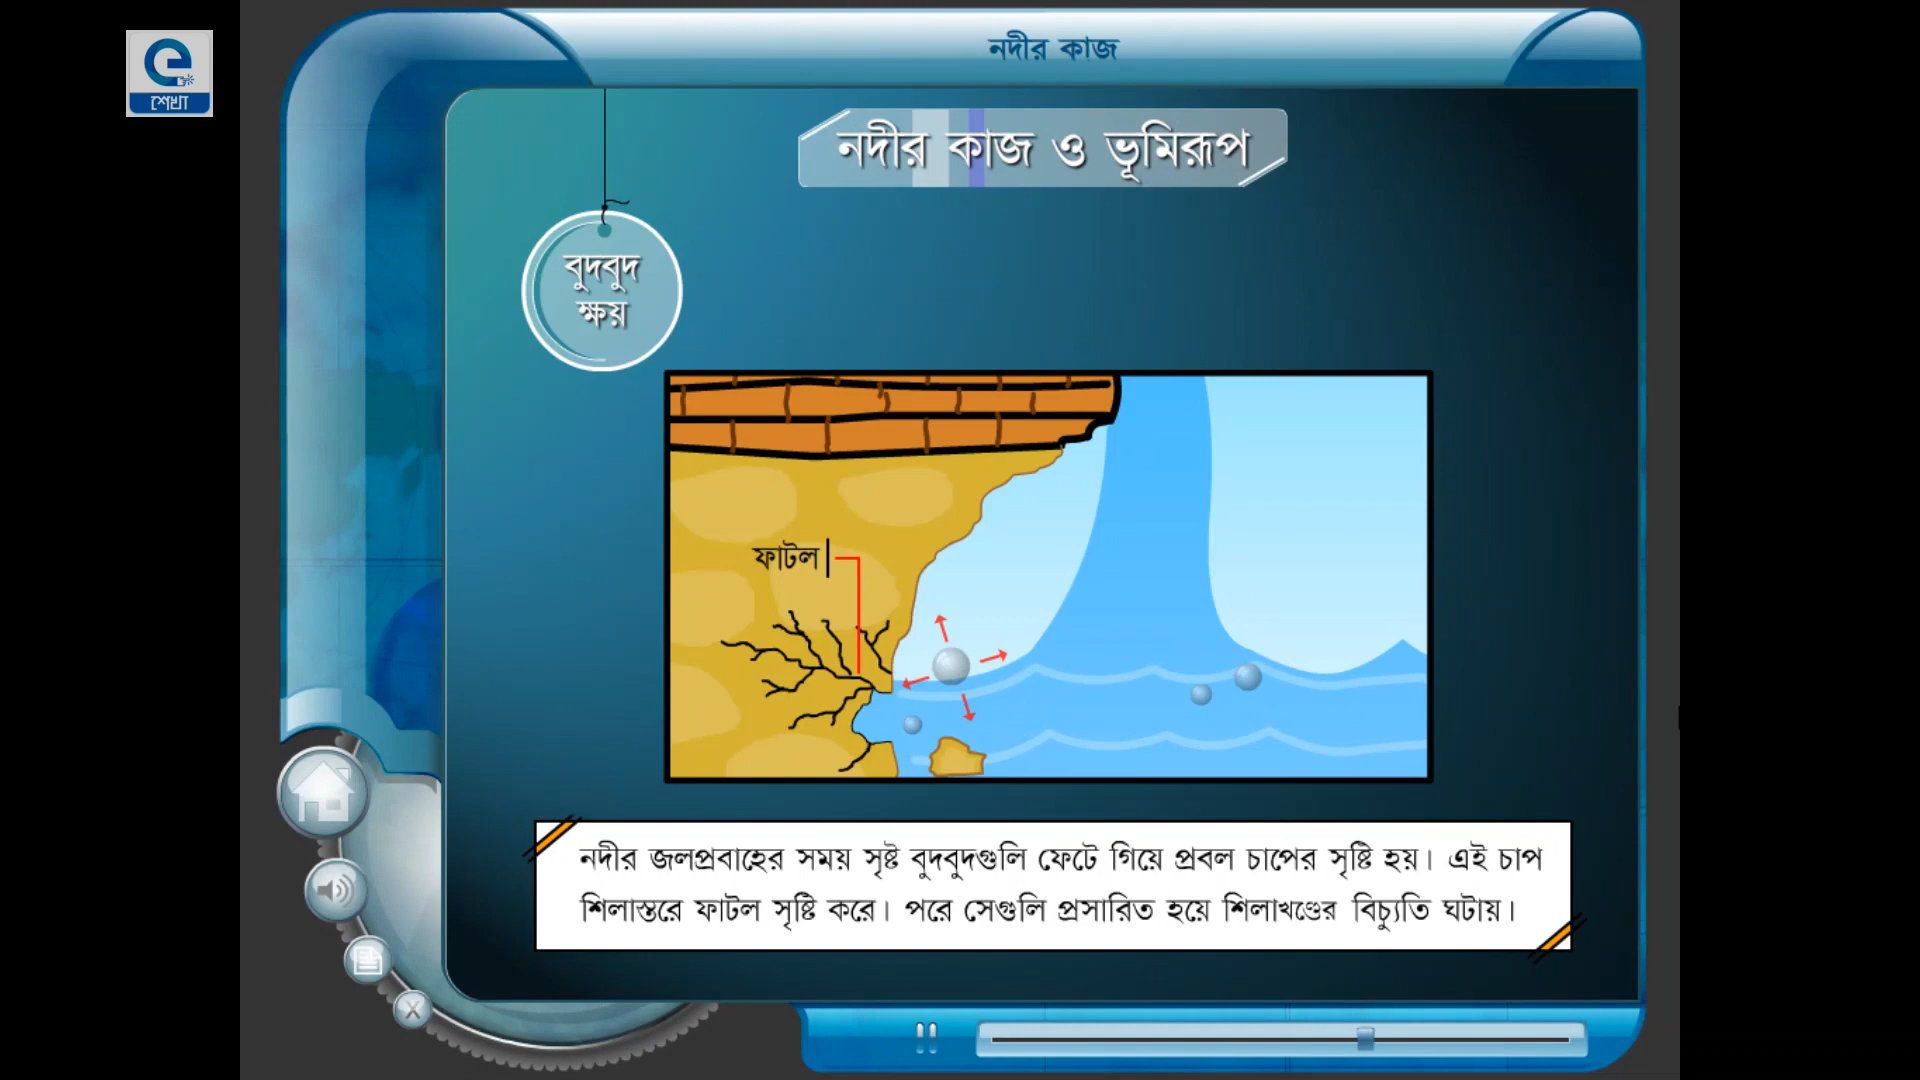 নদীর কাজ
e
শেখা
নদীর কাজ ও ভূমিরূপ
বুদবুদ
ক্ষয়
ফাটল
নদীর জলপ্রবাহের সময় সৃষ্ট বুদবুদগুলি ফেটে গিয়ে প্রবল চাপের সৃষ্টি হয়। এই চাপ
শিলাস্তরে ফাটল সৃষ্টি করে। পরে সেগুলি প্রসারিত হয়ে শিলাখণ্ডের বিচ্যুতি ঘটায়।